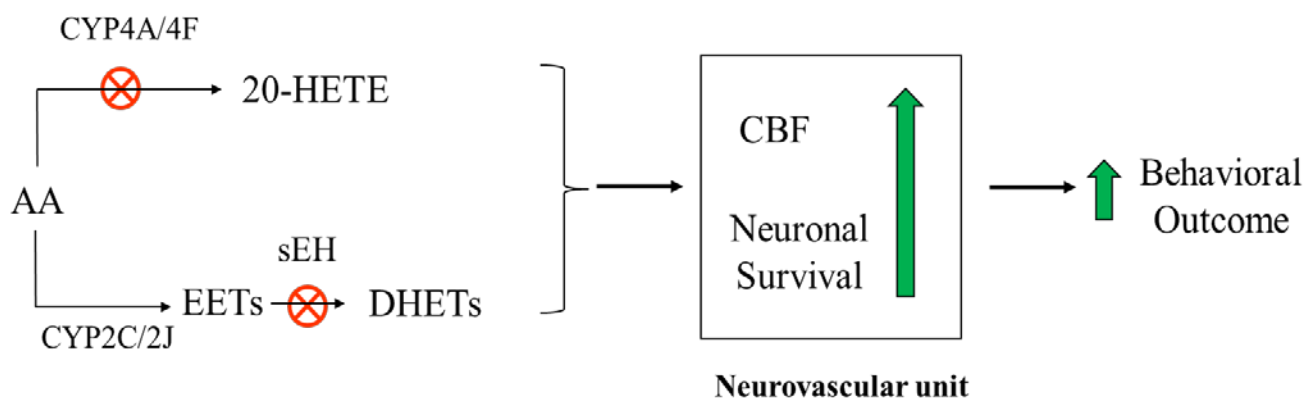 CYP4A/4F
20-HETE
AA
sEH
EETs
DHETs
CYP2C/2J
CBF
Neuronal
Survival
Neurovascular unit
Behavioral
Outcome